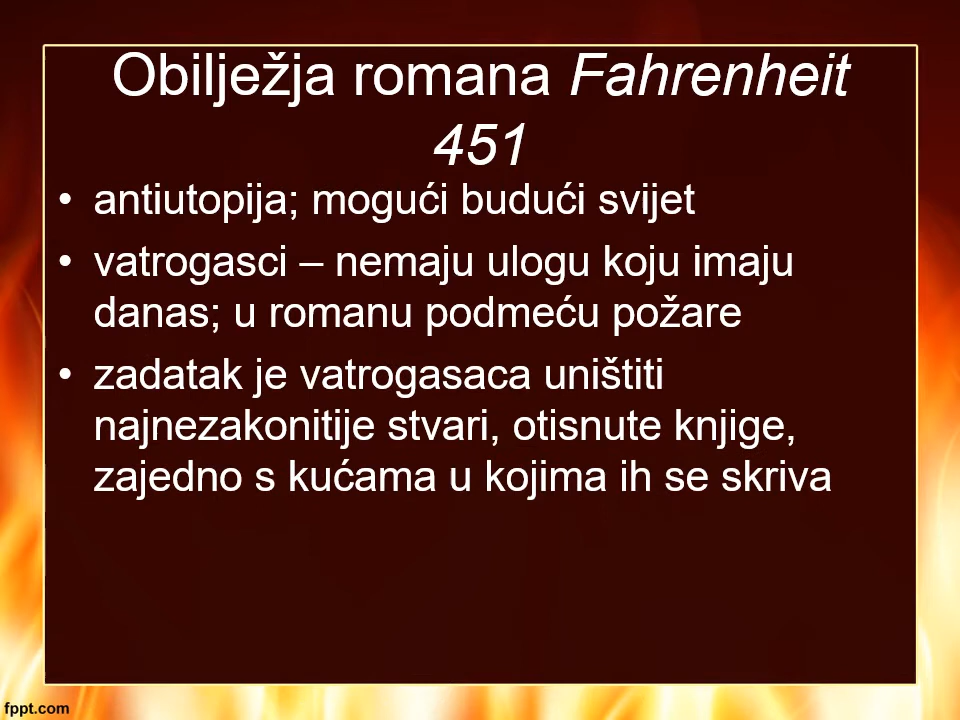 Obilježja romana Fahrenheit
451
• antiutopija; mogući budući svijet
• vatrogasci – nemaju ulogu koju imaju
danas; u romanu podmeću požare
• zadatak je vatrogasaca uništiti
najnezakonitije stvari, otisnute knjige,
zajedno s kućama u kojima ih se skriva
fppt.com